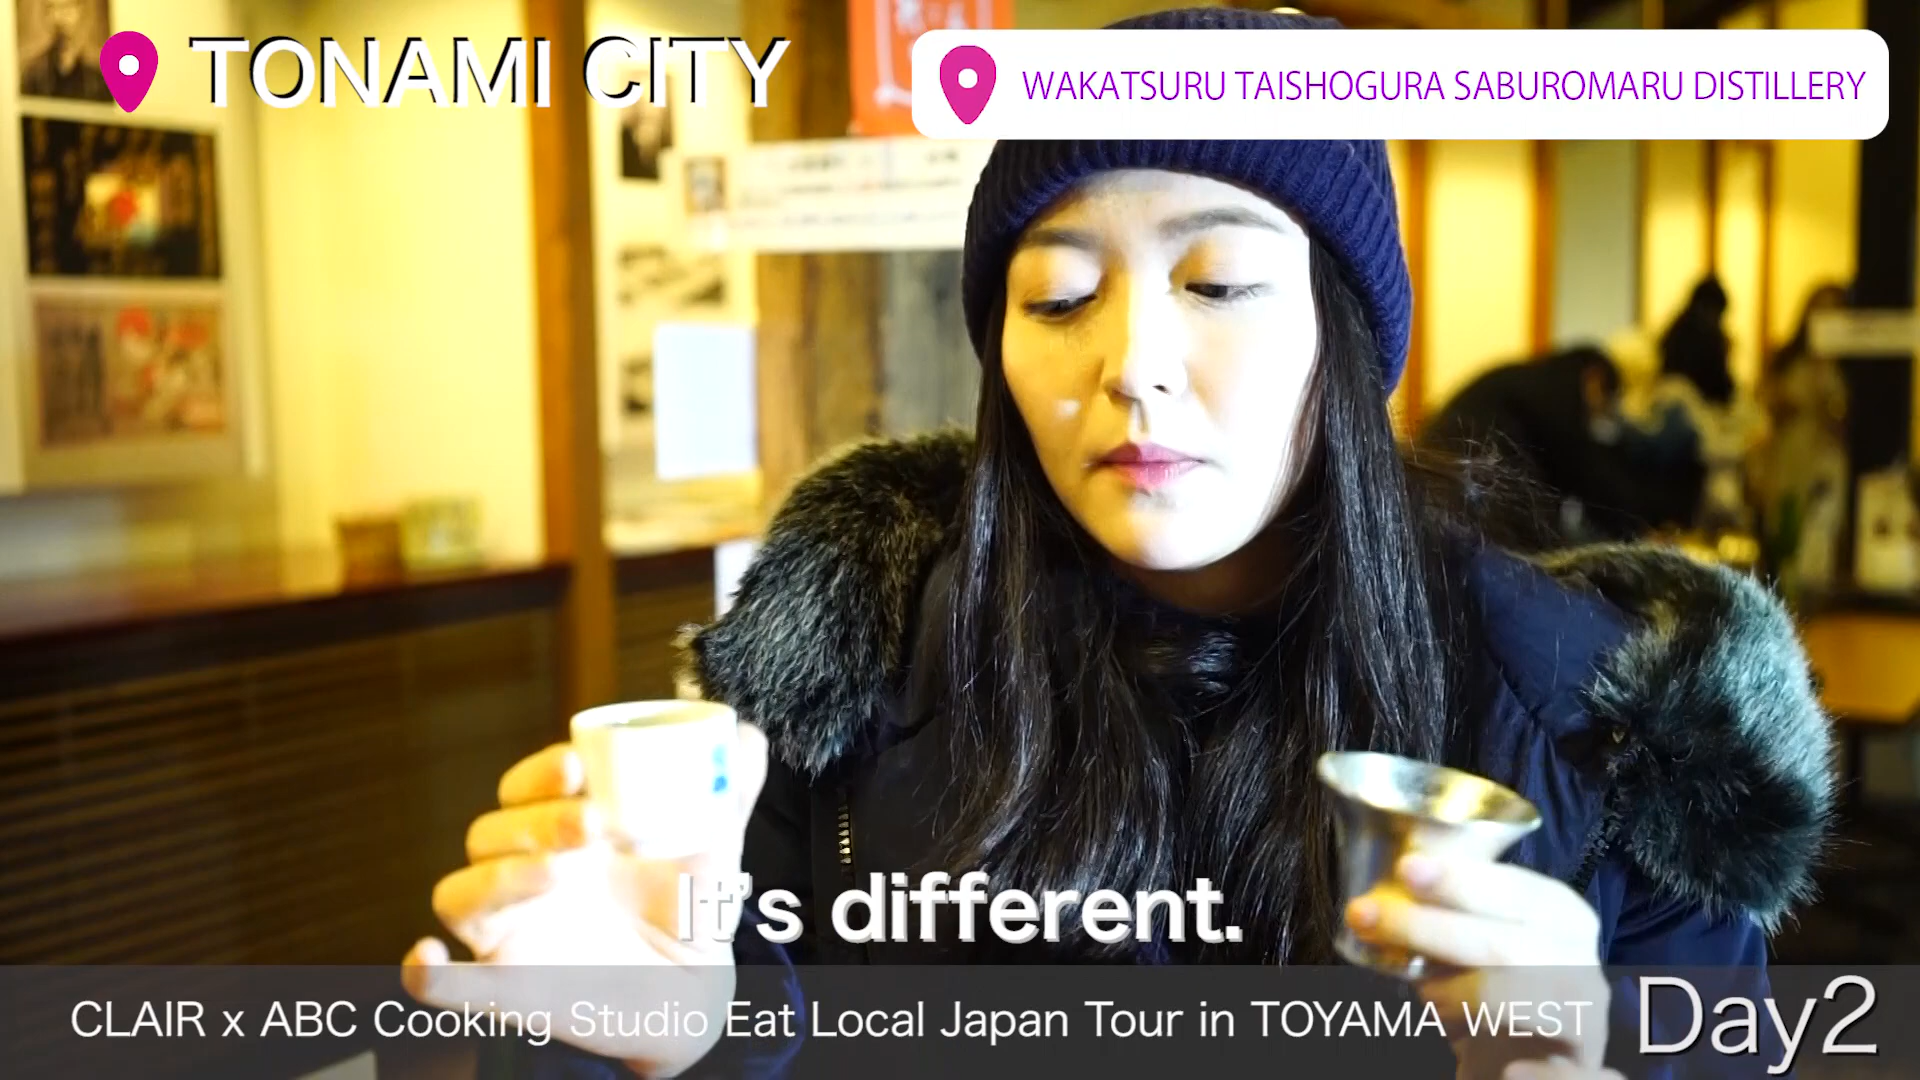 TONAMI CITY
WAKATSURU TAISHOGURA SABUROMARU DISTILLERY
It's different.
CLAIR x ABC Cooking Studio Eat Local Japan Tour in TOYAMA WEST
Day2